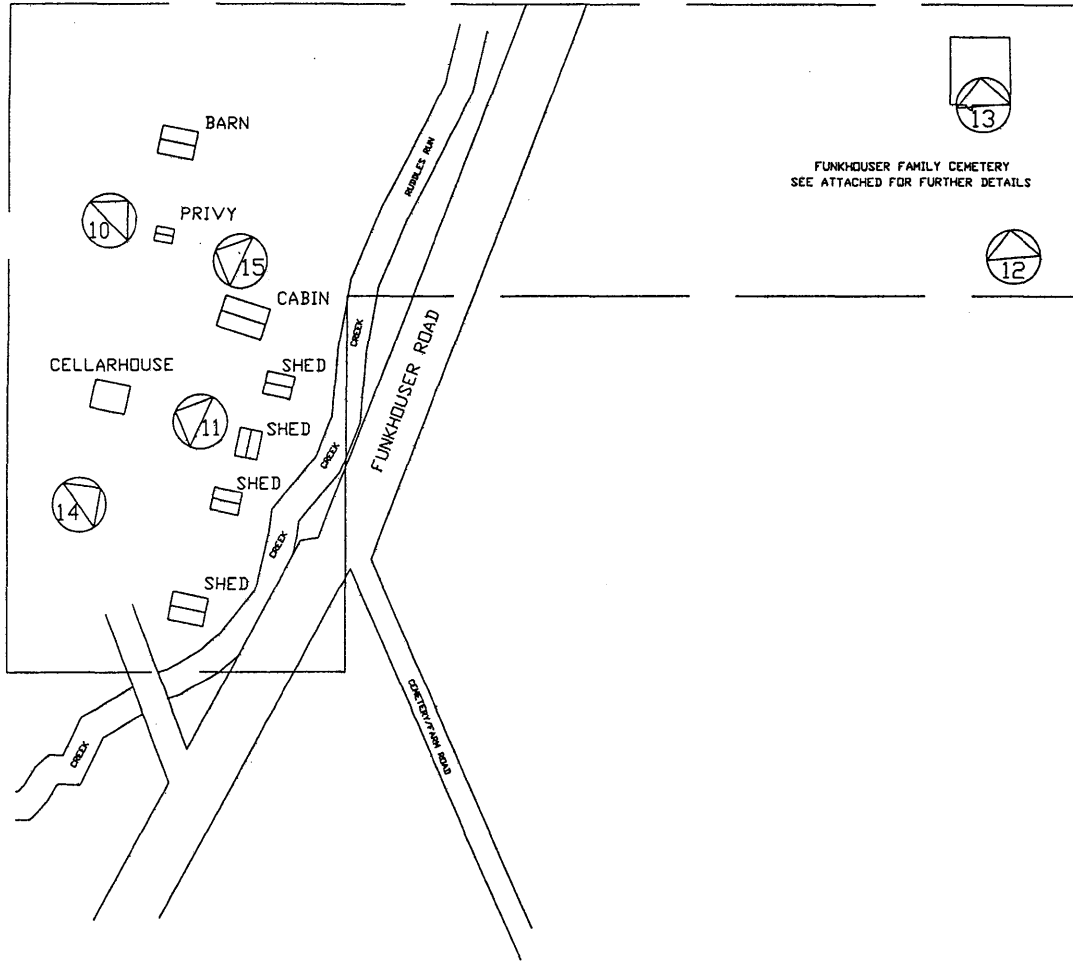 BARN
13
RUDDLES RUN
FUNKHOUSER FAMILY CEMETERY
SEE ATTACHED FOR FURTHER DETAILS
10
PRIVY
15
12
CABIN
CREEK
FUNKHOUSER ROAD
CELLARHOUSE
SHED
11
SHED
CREEK
14
SHED
CREEK
SHED
CEMETERY/FARM ROAD
CREEK